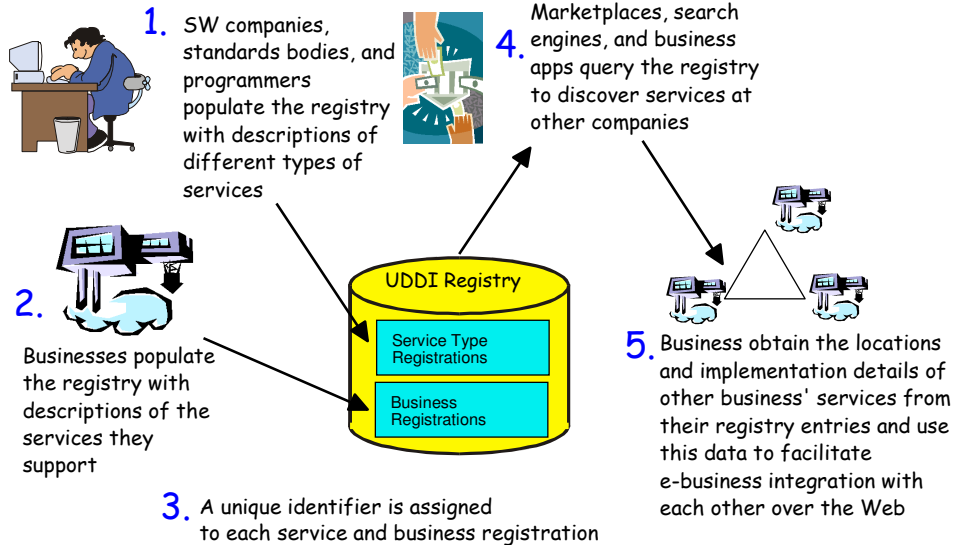 1. SW companies,
standards bodies, and
programmers
populate the registry
with descriptions of
different types of
services
2.
Businesses populate
the registry with
descriptions of the
services they
support
3. A unique identifier is assigned
to each service and business registration
UDDI Registry
Service Type
Registrations
Business
Registrations
4. Marketplaces, search
engines, and business
apps query the registry
to discover services at
other companies
5. Business obtain the locations
and implementation details of
other business' services from
their registry entries and use
this data to facilitate
e-business integration with
each other over the Web